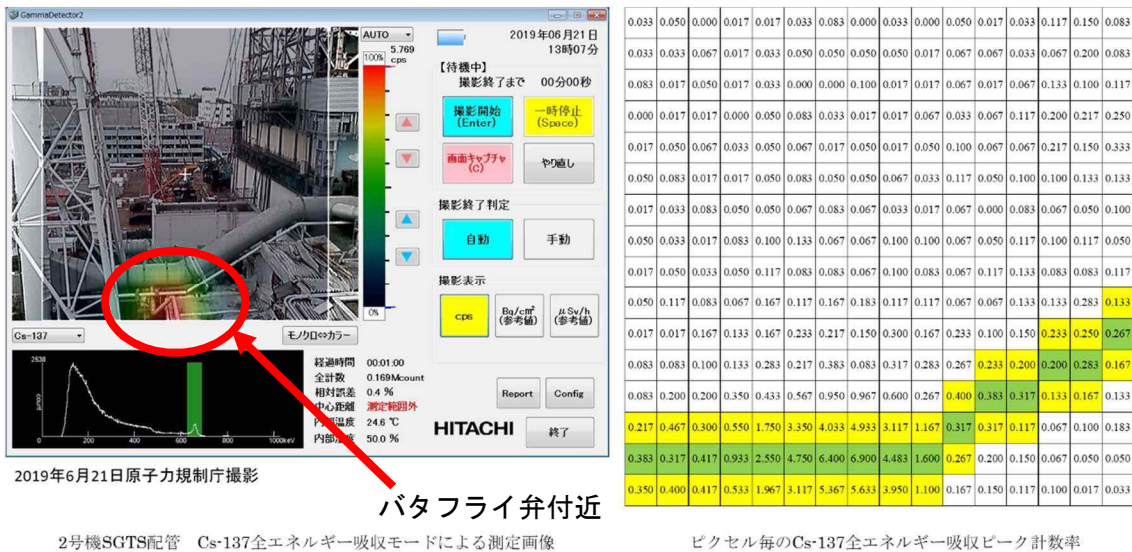 GammaDetector2
AUTO
5.769
cps
100%
0%
2019年06月21日
13時07分
【待機中】
撮影終了まで 00分00秒
撮影開始
(Enter)
一時停止
(Space)
画面キャプチャ
(C)
やり直し
撮影終了判定
自動
手動
撮影表示
cps
Bq/cm²
(参考値)
μSv/h
(参考値)
Cs-137
モノクロ⇔カラー
2638
count
0 200 400 600 800 1000keV
経過時間 00:01:00
全計数 0.169Mcount
相対誤差 0.4 %
中心距離 測定範囲外
内部温度 24.6 ℃
内部湿度 50.0 %
Report
Config
HITACHI
終了
2019年6月21日原子力規制庁撮影
バタフライ弁付近
2号機SGTS配管 Cs-137全エネルギー吸収モードによる測定画像
0.033 0.050 0.000 0.017 0.017 0.033 0.083 0.000 0.033 0.000 0.050 0.017 0.033 0.117 0.150 0.083
0.033 0.033 0.067 0.017 0.033 0.050 0.050 0.050 0.050 0.017 0.067 0.067 0.033 0.067 0.200 0.083
0.083 0.017 0.050 0.017 0.033 0.000 0.000 0.100 0.017 0.017 0.067 0.017 0.067 0.133 0.100 0.117
0.000 0.017 0.017 0.000 0.050 0.083 0.033 0.017 0.017 0.067 0.033 0.067 0.117 0.200 0.217 0.250
0.017 0.050 0.067 0.033 0.050 0.067 0.017 0.050 0.017 0.050 0.100 0.067 0.067 0.217 0.150 0.333
0.050 0.083 0.017 0.017 0.050 0.083 0.050 0.050 0.067 0.033 0.117 0.050 0.100 0.100 0.133 0.133
0.017 0.033 0.083 0.050 0.050 0.067 0.083 0.067 0.033 0.017 0.067 0.000 0.083 0.067 0.050 0.100
0.050 0.033 0.017 0.083 0.100 0.133 0.067 0.067 0.100 0.100 0.067 0.050 0.117 0.100 0.117 0.050
0.017 0.050 0.033 0.050 0.117 0.083 0.083 0.067 0.100 0.083 0.067 0.117 0.133 0.083 0.083 0.117
0.050 0.117 0.083 0.067 0.167 0.117 0.167 0.183 0.117 0.117 0.067 0.067 0.133 0.133 0.283 0.133
0.017 0.017 0.167 0.133 0.167 0.233 0.217 0.150 0.300 0.167 0.233 0.100 0.150 0.233 0.250 0.267
0.083 0.083 0.100 0.133 0.283 0.217 0.383 0.083 0.317 0.283 0.267 0.233 0.200 0.200 0.283 0.167
0.083 0.200 0.200 0.350 0.433 0.567 0.950 0.967 0.600 0.267 0.400 0.383 0.317 0.133 0.167 0.133
0.217 0.467 0.300 0.550 1.750 3.350 4.033 4.933 3.117 1.167 0.317 0.317 0.117 0.067 0.100 0.183
0.383 0.317 0.417 0.933 2.550 4.750 6.400 6.900 4.483 1.600 0.267 0.200 0.150 0.067 0.050 0.050
0.350 0.400 0.417 0.533 1.967 3.117 5.367 5.633 3.950 1.100 0.167 0.150 0.117 0.100 0.017 0.033
ピクセル毎のCs-137全エネルギー吸収ピーク計数率